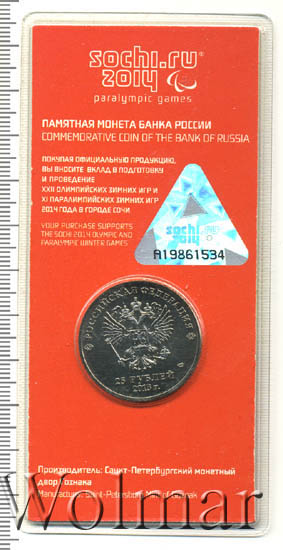 sochi.ru
2014
paralympic games
ПАМЯТНАЯ МОНЕТА БАНКА РОССИИ
COMMEMORATIVE COIN OF THE BANK OF RUSSIA
ПОКУПАЯ ОФИЦИАЛЬНУЮ ПРОДУКЦИЮ,
ВЫ ВНОСИТЕ ВКЛАД В ПОДГОТОВКУ
И ПРОВЕДЕНИЕ
XXII ОЛИМПИЙСКИХ ЗИМНИХ ИГР И
XI ПАРАЛИМПИЙСКИХ ЗИМНИХ ИГР
2014 ГОДА В ГОРОДЕ СОЧИ
YOUR PURCHASE SUPPORTS
THE SOCHI 2014 OLYMPIC AND
PARALYMPIC WINTER GAMES
sochi
2014
A19861534
РОССИЙСКАЯ ФЕДЕРАЦИЯ
25 РУБЛЕЙ
2013 г.
Производитель: Санкт-Петербургский монетный
двор Гознака
Manufacturer: Saint-Petersburg Mint of Goznak
Wolmar